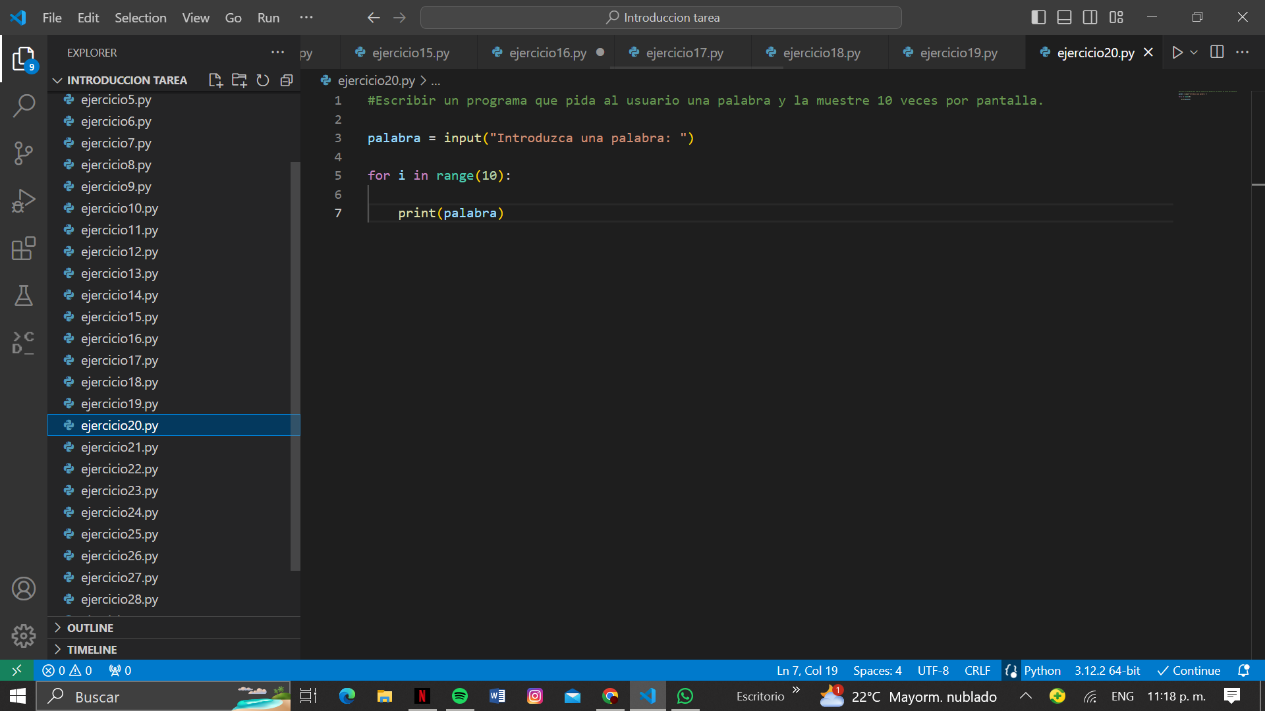 File Edit Selection View Go Run ... Introduccion tarea
EXPLORER ...
py ejercicio15.py ejercicio16.py ejercicio17.py ejercicio18.py ejercicio19.py ejercicio20.py ...
INTRODUCCION TAREA
ejercicio20.py > ...
ejercicio5.py
ejercicio6.py
ejercicio7.py
ejercicio8.py
ejercicio9.py
ejercicio10.py
ejercicio11.py
ejercicio12.py
ejercicio13.py
ejercicio14.py
ejercicio15.py
ejercicio16.py
ejercicio17.py
ejercicio18.py
ejercicio19.py
ejercicio20.py
ejercicio21.py
ejercicio22.py
ejercicio23.py
ejercicio24.py
ejercicio25.py
ejercicio26.py
ejercicio27.py
ejercicio28.py
OUTLINE
TIMELINE
9
1 #Escribir un programa que pida al usuario una palabra y la muestre 10 veces por pantalla.
2
3 palabra = input("Introduzca una palabra: ")
4
5 for i in range(10):
6
7     print(palabra)
0 0 0 Ln 7, Col 19 Spaces: 4 UTF-8 CRLF Python 3.12.2 64-bit Continue
Buscar Escritorio » 1 22°C Mayorm. nublado ENG 11:18 p. m.